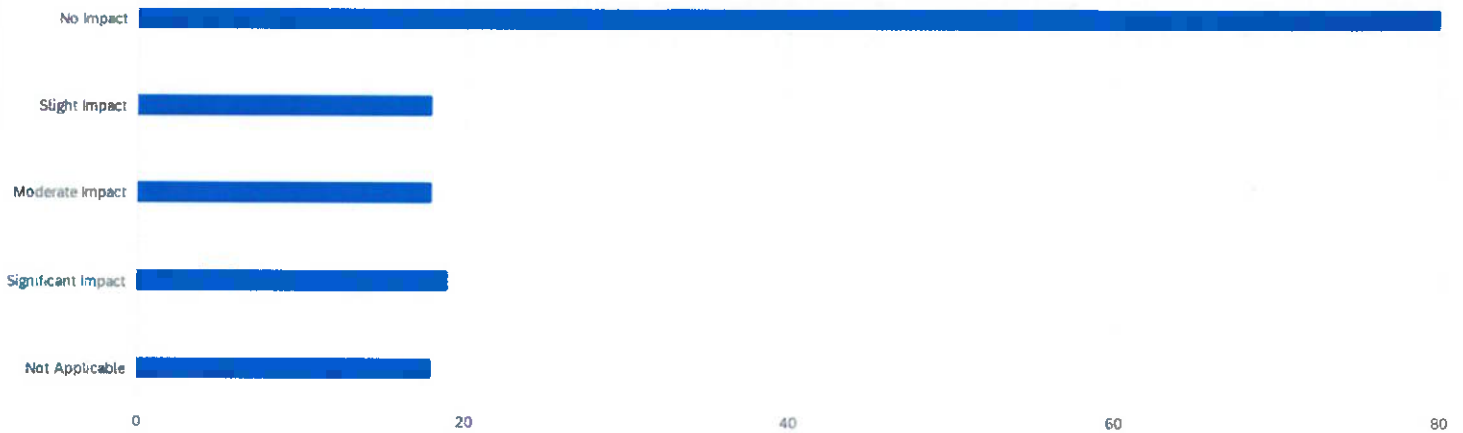 No Impact
Slight Impact
Moderate Impact
Significant Impact
Not Applicable
0 20 40 60 80